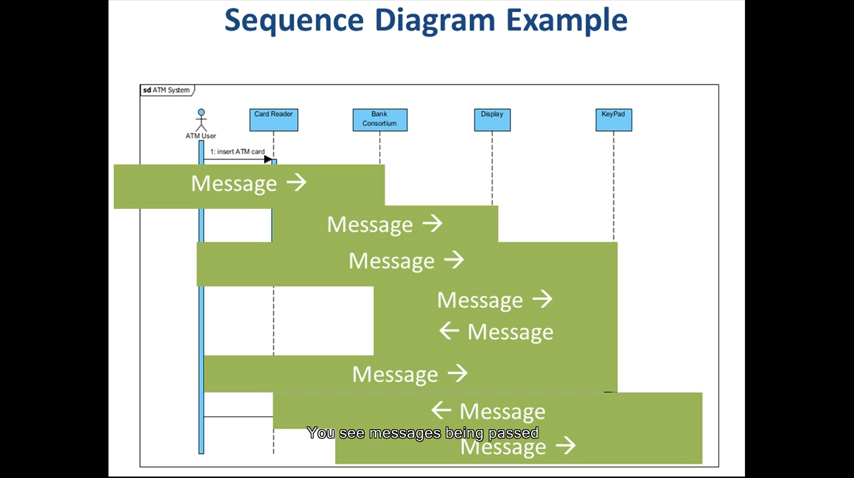 Sequence Diagram Example
sd ATM System
Card Reader
Bank
Consortium
Display
KeyPad
ATM User
1: insert ATM card
Message →
Message →
Message →
Message →
← Message
Message →
← Message
You see messages being passed
Message →